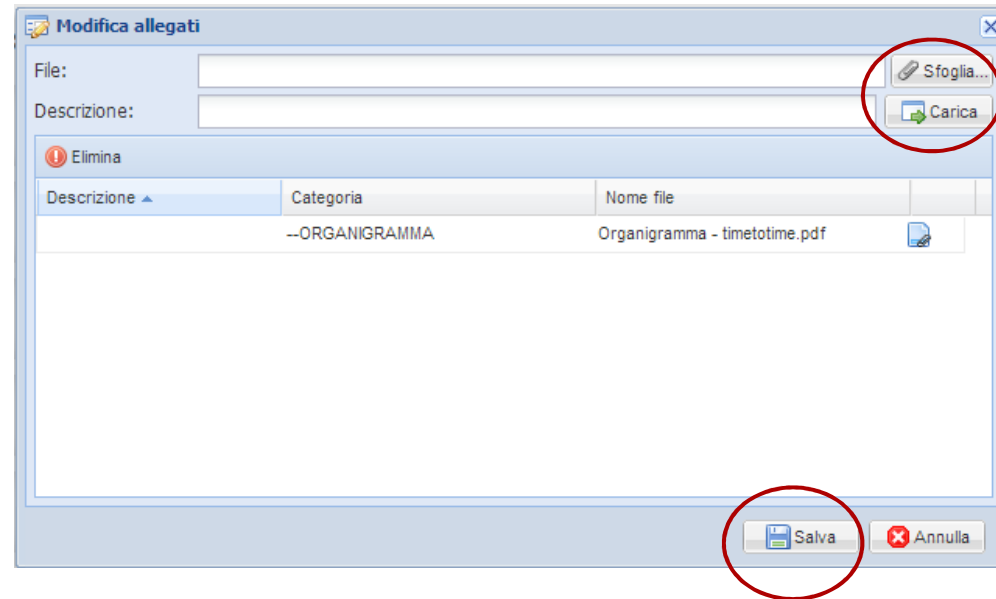 Modifica allegati
File:
Sfoglia...
Descrizione:
Carica
Elimina
Descrizione Categoria Nome file
--ORGANIGRAMMA Organigramma - timetotime.pdf
Salva Annulla